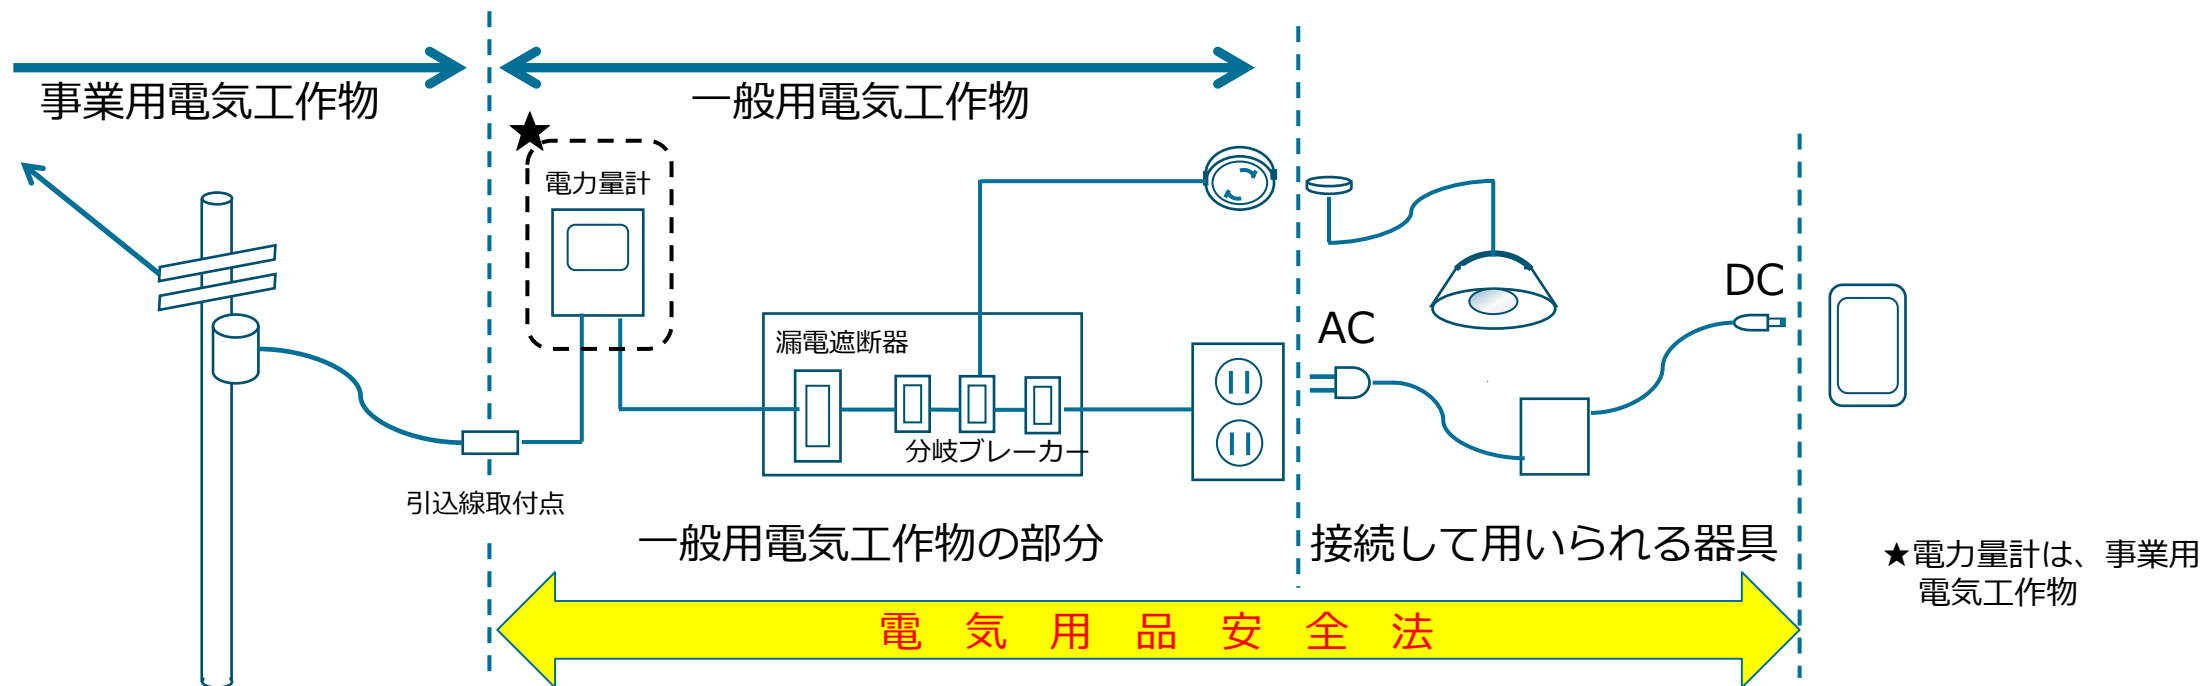 事業用電気工作物
一般用電気工作物
★
電力量計
DC
AC
漏電遮断器
分岐ブレーカー
引込線取付点
一般用電気工作物の部分
接続して用いられる器具
★電力量計は、事業用
電気工作物
電気用品安全法